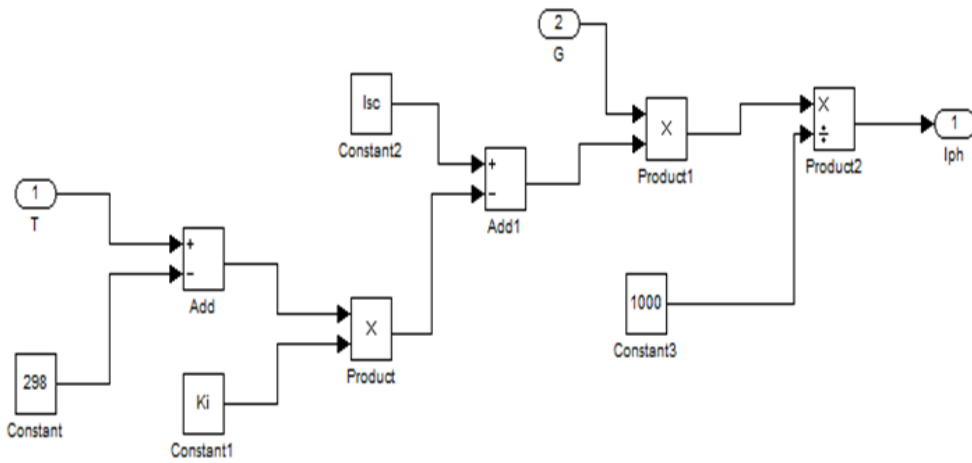 2
G
Isc
Constant2
+
−
Add1
X
Product1
X
÷
Product2
1
Iph
1
T
+
−
Add
298
Constant
Ki
Constant1
X
Product
1000
Constant3